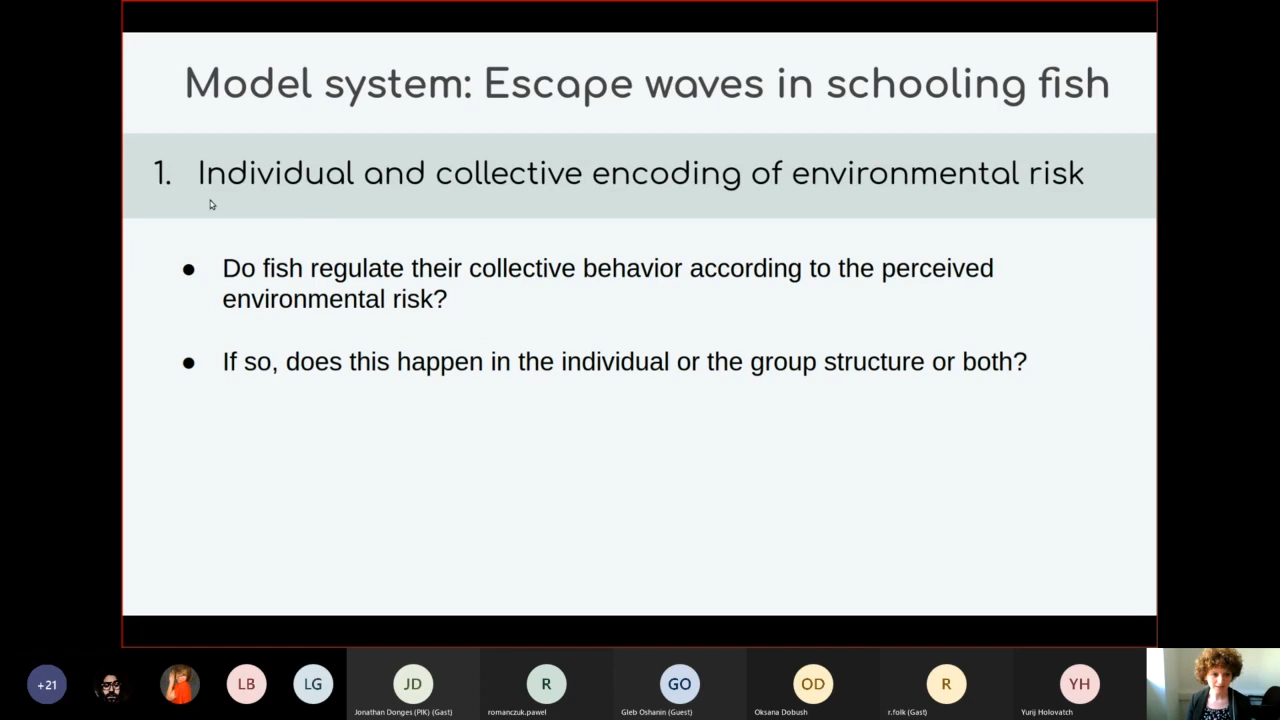 Model system: Escape waves in schooling fish
1. Individual and collective encoding of environmental risk
● Do fish regulate their collective behavior according to the perceived
environmental risk?
● If so, does this happen in the individual or the group structure or both?
+21
LB
LG
JD
R
GO
OD
R
YH
Jonathan Donges (PIK) (Gast)
romanczuk.pawel
Gleb Oshanin (Guest)
Oksana Dobush
r.folk (Gast)
Yurij Holovatch